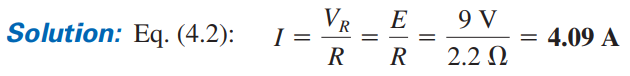 Solution: Eq. (4.2): I = V_R / R = E / R = 9 V / 2.2 Ω = 4.09 A